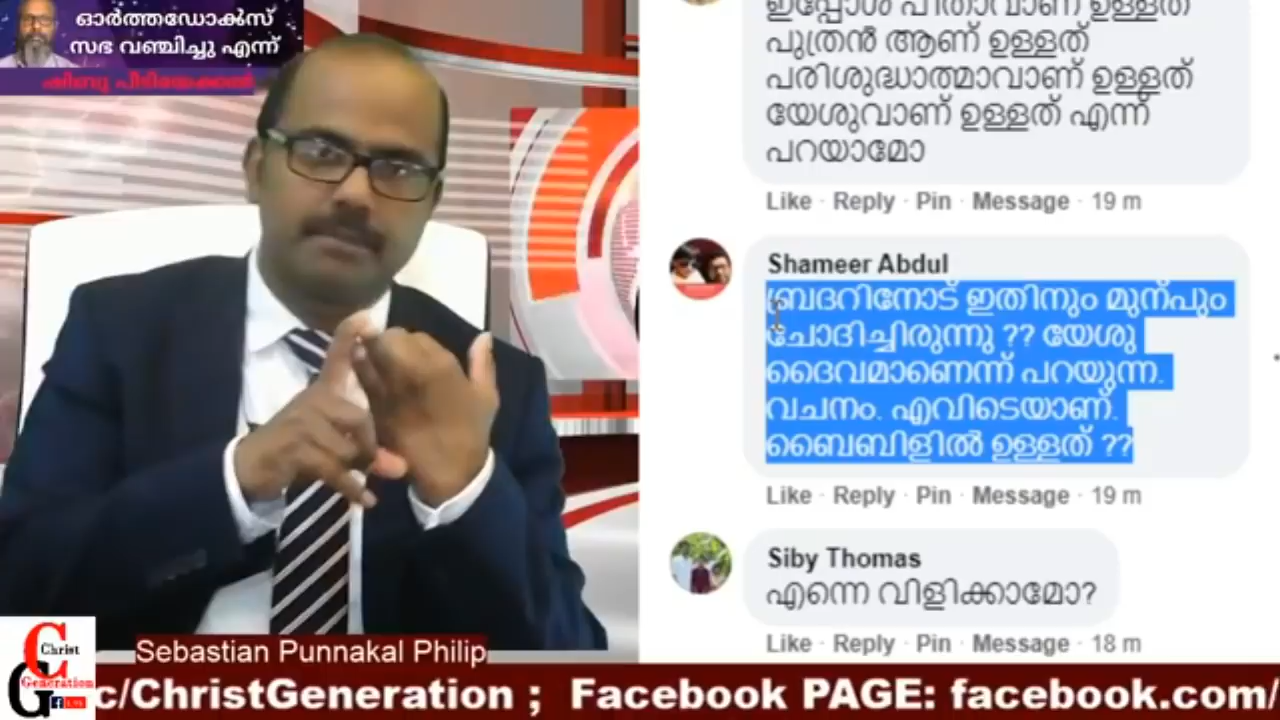 ഓർത്തഡോക്സ്
സഭ വഞ്ചിച്ചു എന്ന്
ഷിബു പീടിയേക്കൽ
ഇപ്പോൾ പിതാവാണ് ഉള്ളത്
പുത്രൻ ആണ് ഉള്ളത്
പരിശുദ്ധാത്മാവാണ് ഉള്ളത്
യേശുവാണ് ഉള്ളത് എന്ന്
പറയാമോ
Like · Reply · Pin · Message · 19 m
Shameer Abdul
ബ്രദറിനോട് ഇതിനും മുന്പും
ചോദിച്ചിരുന്നു ?? യേശു
ദൈവമാണെന്ന് പറയുന്ന.
വചനം. എവിടെയാണ്.
ബൈബിളിൽ ഉള്ളത് ??
Like · Reply · Pin · Message · 19 m
Siby Thomas
എന്നെ വിളിക്കാമോ?
Like · Reply · Pin · Message · 18 m
Sebastian Punnakal Philip
Christ
Generation
c/ChristGeneration ; Facebook PAGE: facebook.com/